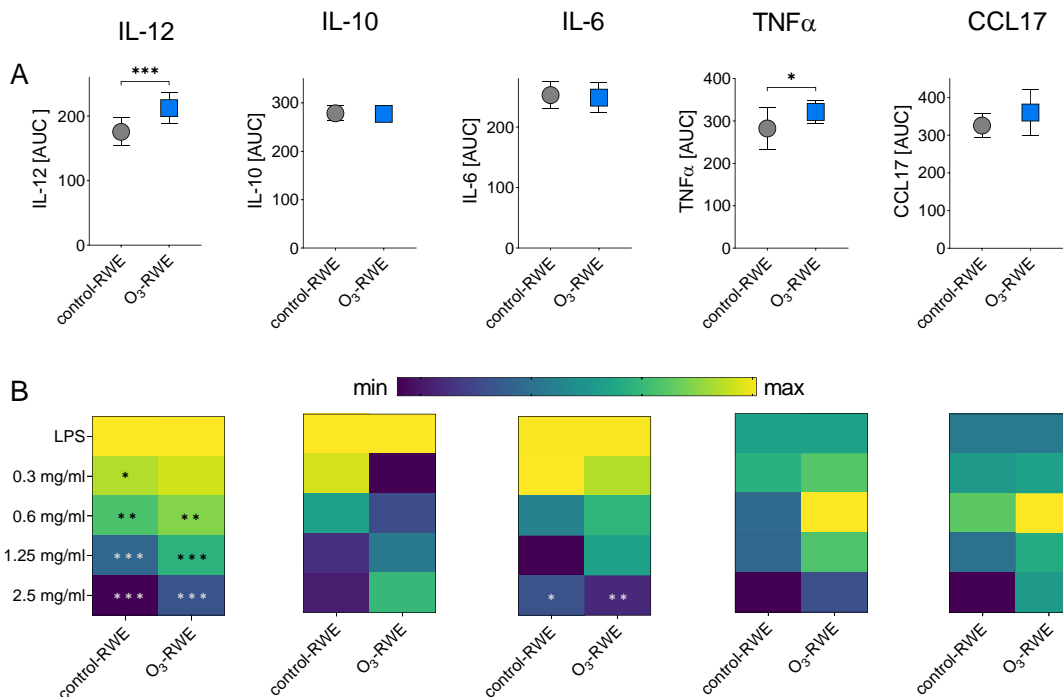 IL-12 IL-10 IL-6 TNFα CCL17
A
*** *
IL-12 [AUC ] 200 100 0
IL-10 [AUC] 300 200 100 0
IL-6 [AUC] 200 100 0
TNFα [AUC] 400 300 200 100 0
CCL17 [AUC] 400 300 200 100 0
control-RWE O3-RWE control-RWE O3-RWE control-RWE O3-RWE control-RWE O3-RWE control-RWE O3-RWE
B min max
LPS
0.3 mg/ml *
0.6 mg/ml ** **
1.25 mg/ml *** ***
2.5 mg/ml *** *** * **
control-RWE O3-RWE control-RWE O3-RWE control-RWE O3-RWE control-RWE O3-RWE control-RWE O3-RWE